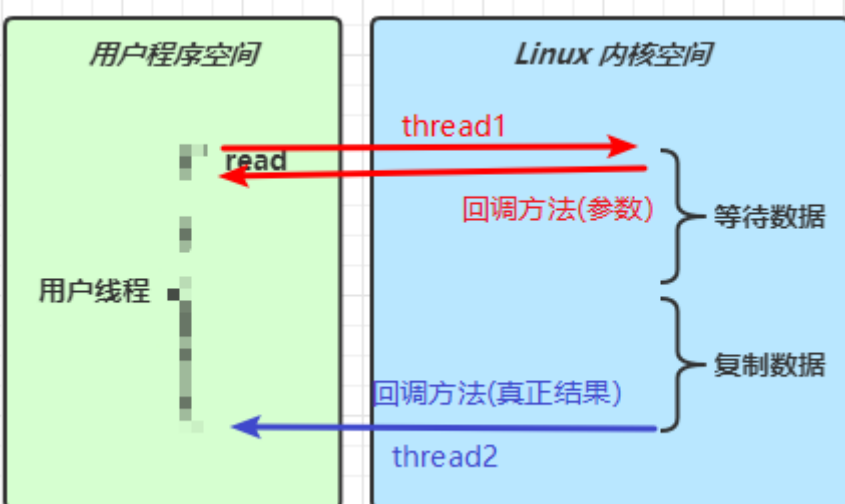 用户程序空间
Linux 内核空间
thread1
read
回调方法(参数)
等待数据
用户线程
复制数据
回调方法(真正结果)
thread2